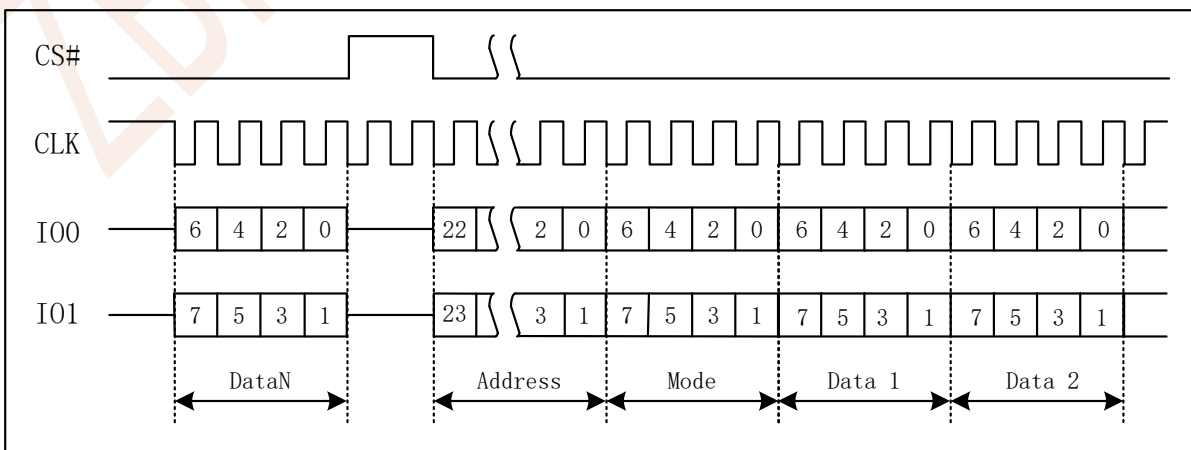 CS#
CLK
IO0 6 4 2 0 22 2 0 6 4 2 0 6 4 2 0 6 4 2 0
IO1 7 5 3 1 23 3 1 7 5 3 1 7 5 3 1 7 5 3 1
DataN Address Mode Data 1 Data 2